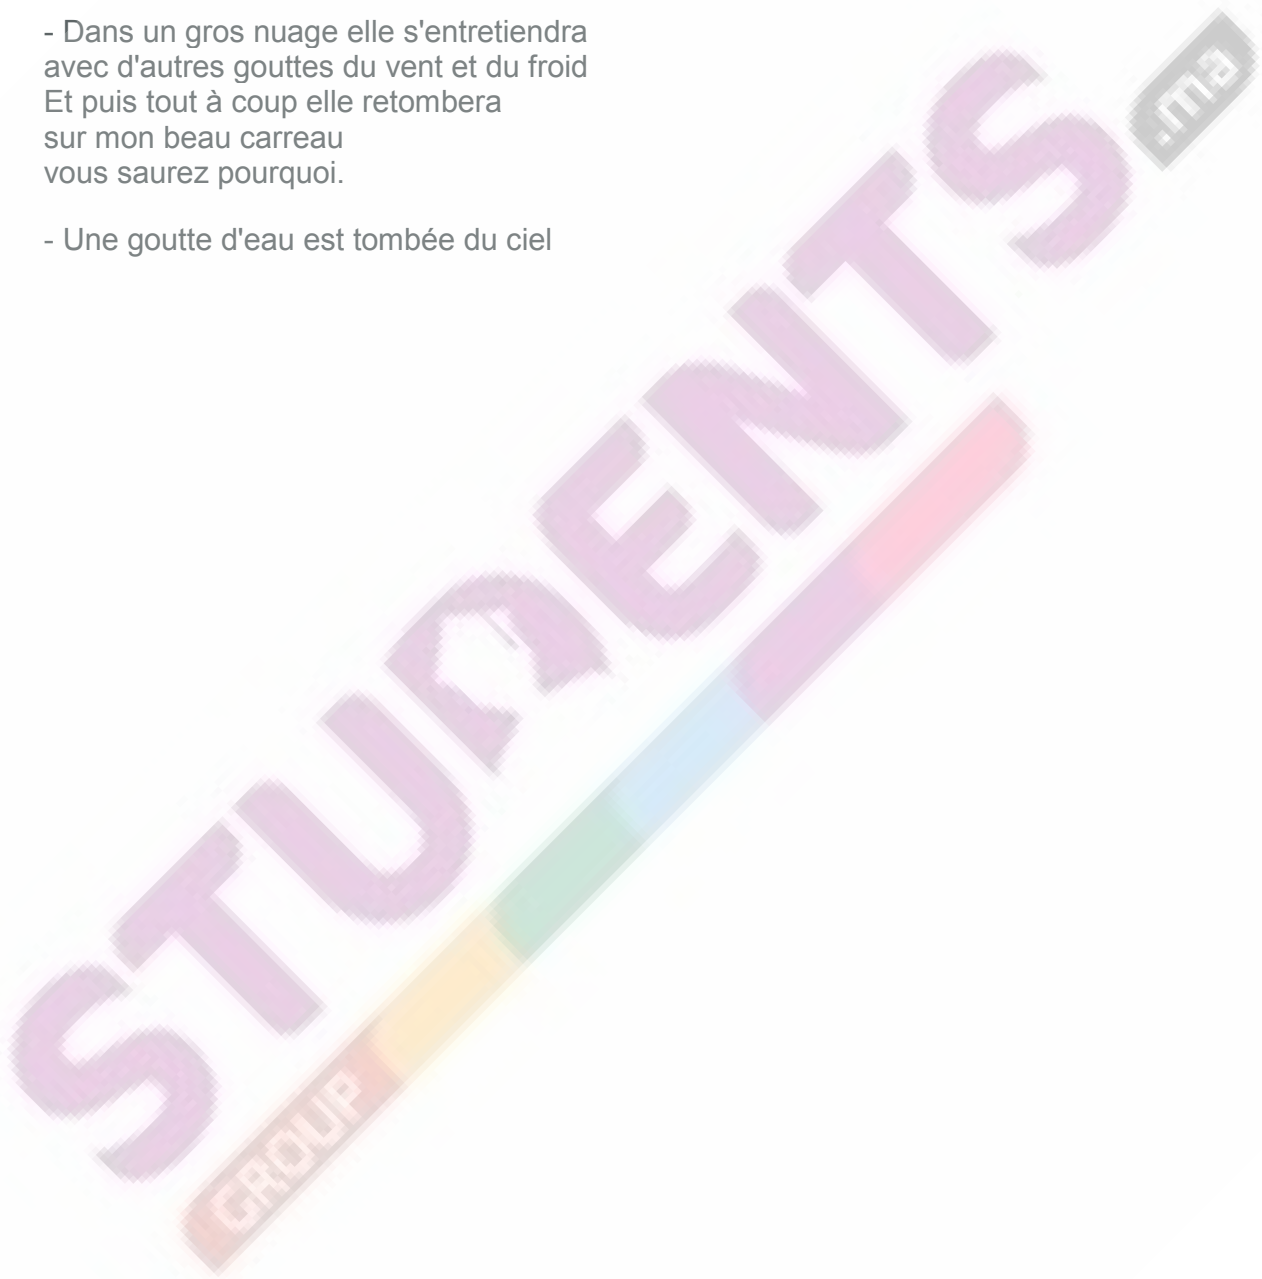 - Dans un gros nuage elle s'entretiendra
avec d'autres gouttes du vent et du froid
Et puis tout à coup elle retombera
sur mon beau carreau
vous saurez pourquoi.
- Une goutte d'eau est tombée du ciel
STUDENTS
.ma
GROUP